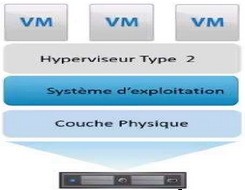 VM VM VM
Hyperviseur Type 2
Système d'exploitation
Couche Physique